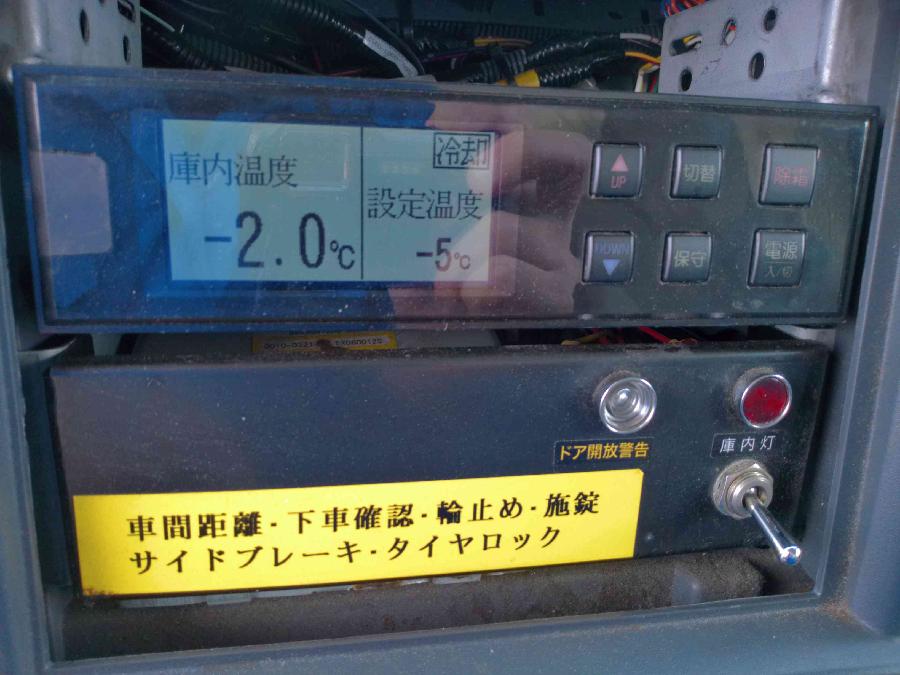 冷却
庫内温度
設定温度
-2.0℃
-5℃
UP
切替
除霜
DOWN
保守
電源
入/切
ドア開放警告
庫内灯
車間距離・下車確認・輪止め・施錠
サイドブレーキ・タイヤロック